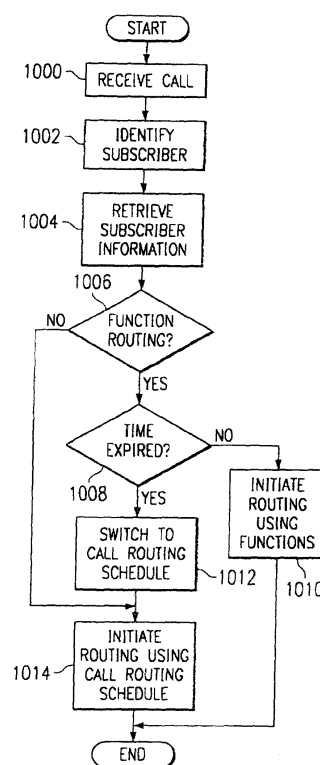 START
1000
RECEIVE CALL
1002
IDENTIFY
SUBSCRIBER
1004
RETRIEVE
SUBSCRIBER
INFORMATION
1006
NO
FUNCTION
ROUTING?
YES
TIME
EXPIRED?
NO
1008
YES
INITIATE
ROUTING
USING
FUNCTIONS
1010
SWITCH TO
CALL ROUTING
SCHEDULE
1012
INITIATE
ROUTING USING
CALL ROUTING
SCHEDULE
1014
END